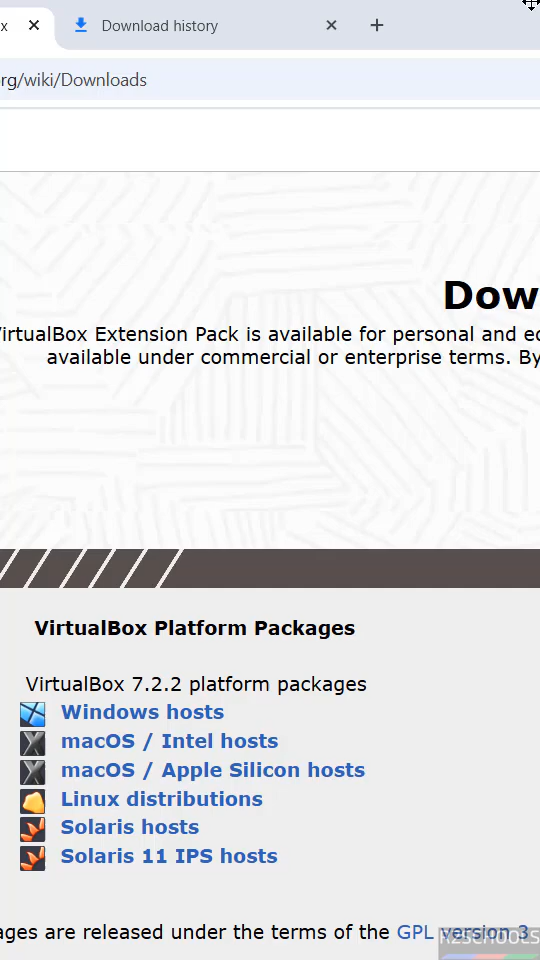 x
Download history
rg/wiki/Downloads
Dow
VirtualBox Extension Pack is available for personal and ed
available under commercial or enterprise terms. By
VirtualBox Platform Packages
VirtualBox 7.2.2 platform packages
Windows hosts
macOS / Intel hosts
macOS / Apple Silicon hosts
Linux distributions
Solaris hosts
Solaris 11 IPS hosts
ages are released under the terms of the GPL version 3